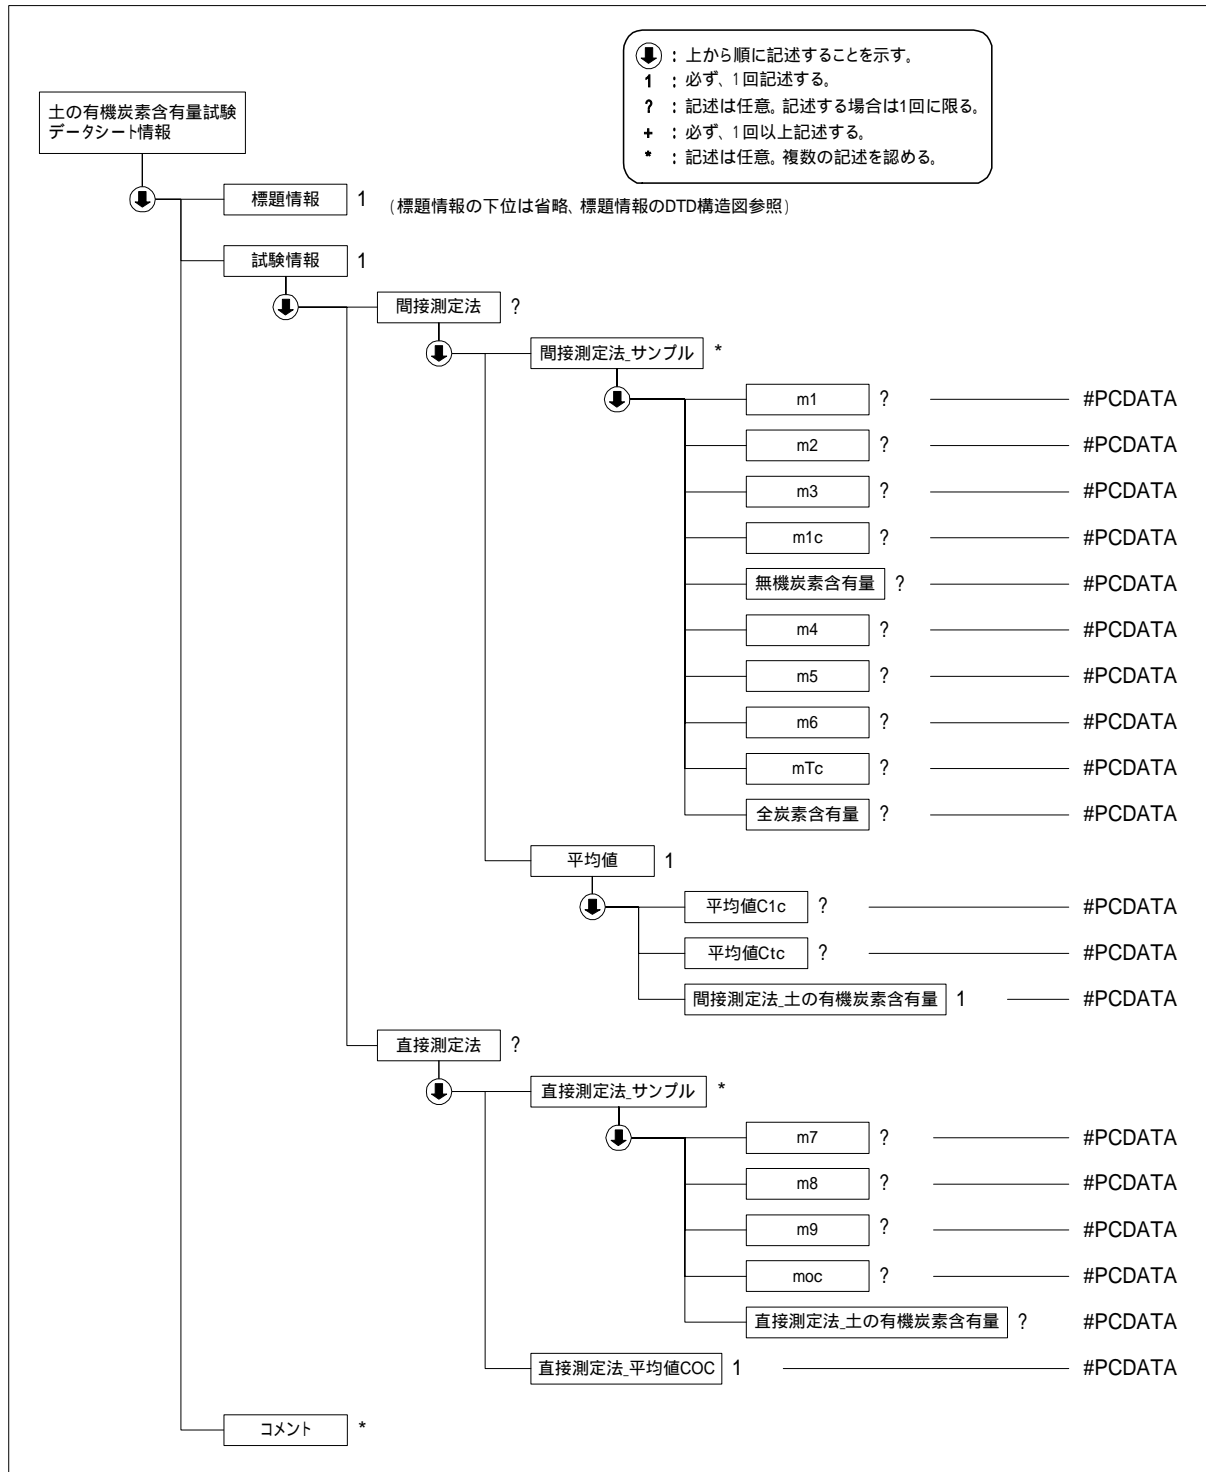 ：上から順に記述することを示す。
1 ：必ず、1回記述する。
? ：記述は任意。記述する場合は1回に限る。
+ ：必ず、1回以上記述する。
* ：記述は任意。複数の記述を認める。
土の有機炭素含有量試験
データシート情報
標題情報 1 (標題情報の下位は省略、標題情報のDTD構造図参照)
試験情報 1
間接測定法 ?
間接測定法_サンプル *
m1 ? #PCDATA
m2 ? #PCDATA
m3 ? #PCDATA
m1c ? #PCDATA
無機炭素含有量 ? #PCDATA
m4 ? #PCDATA
m5 ? #PCDATA
m6 ? #PCDATA
mTc ? #PCDATA
全炭素含有量 ? #PCDATA
平均値 1
平均値C1c ? #PCDATA
平均値Ctc ? #PCDATA
間接測定法_土の有機炭素含有量 1 #PCDATA
直接測定法 ?
直接測定法_サンプル *
m7 ? #PCDATA
m8 ? #PCDATA
m9 ? #PCDATA
moc ? #PCDATA
直接測定法_土の有機炭素含有量 ? #PCDATA
直接測定法_平均値COC 1 #PCDATA
コメント *